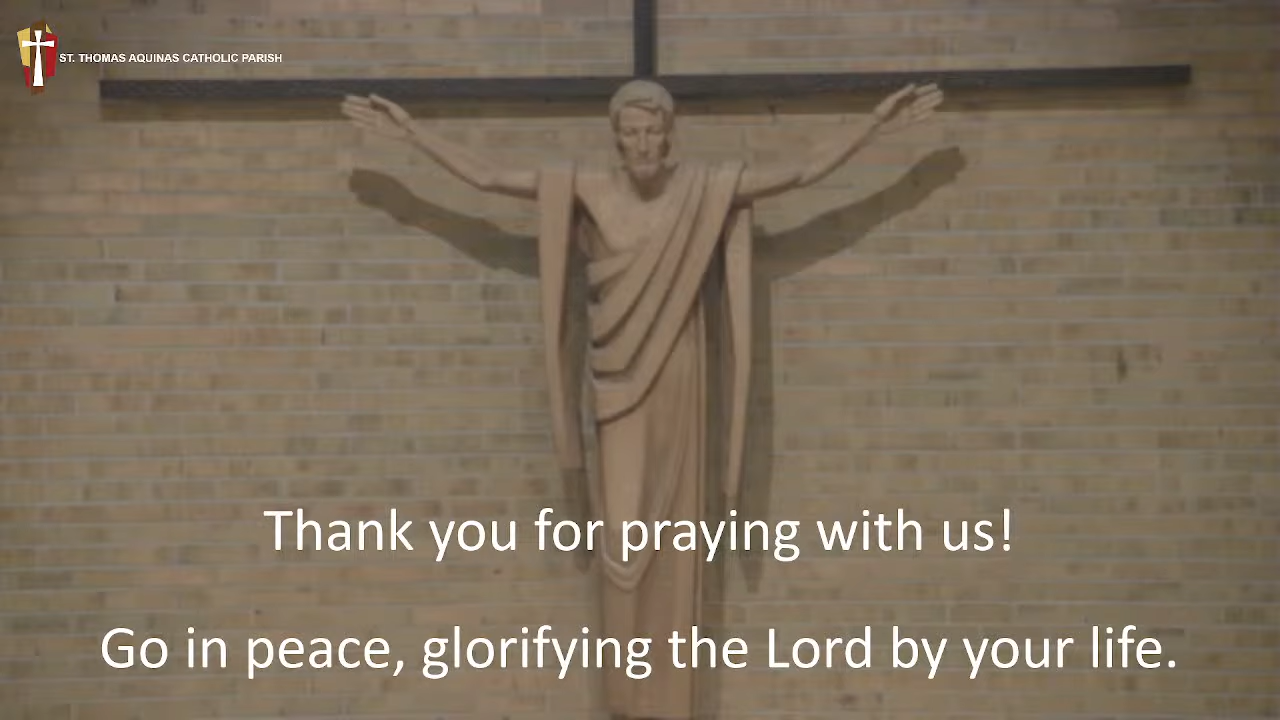 ST. THOMAS AQUINAS CATHOLIC PARISH
Thank you for praying with us!
Go in peace, glorifying the Lord by your life.